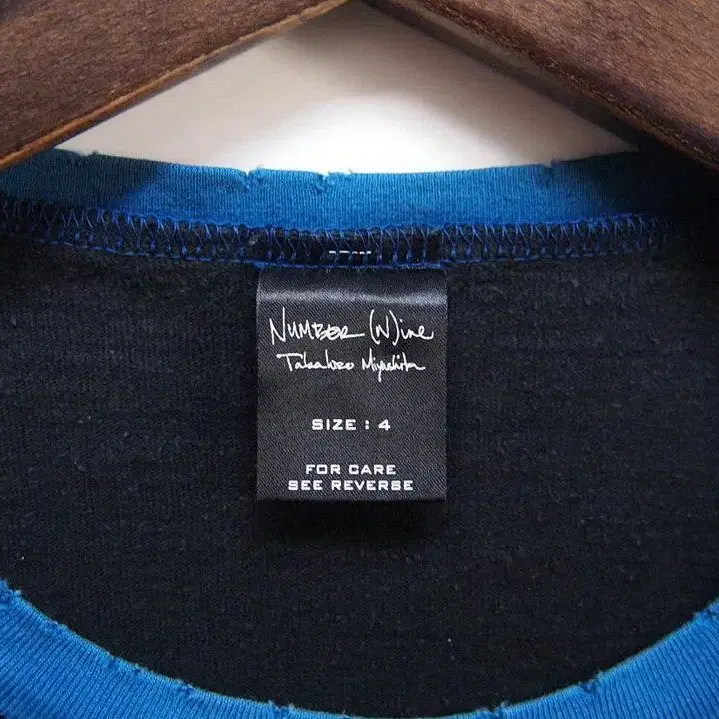 NUMBER (N)ine
Takahiro Miyashita
SIZE : 4
FOR CARE
SEE REVERSE